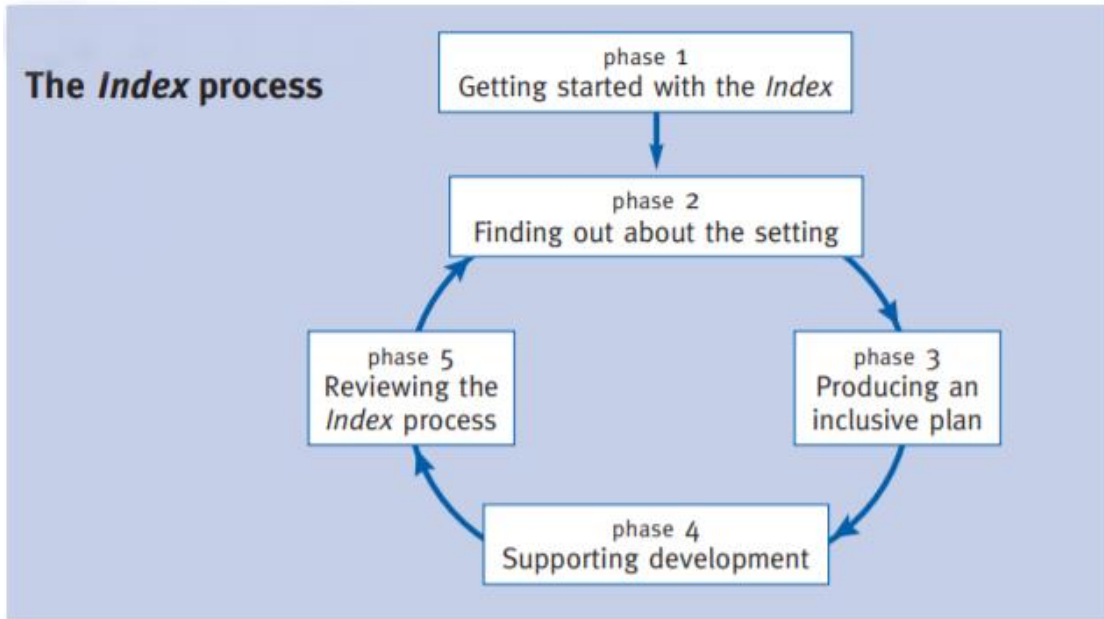 The Index process
phase 1
Getting started with the Index
phase 2
Finding out about the setting
phase 3
Producing an
inclusive plan
phase 4
Supporting development
phase 5
Reviewing the
Index process